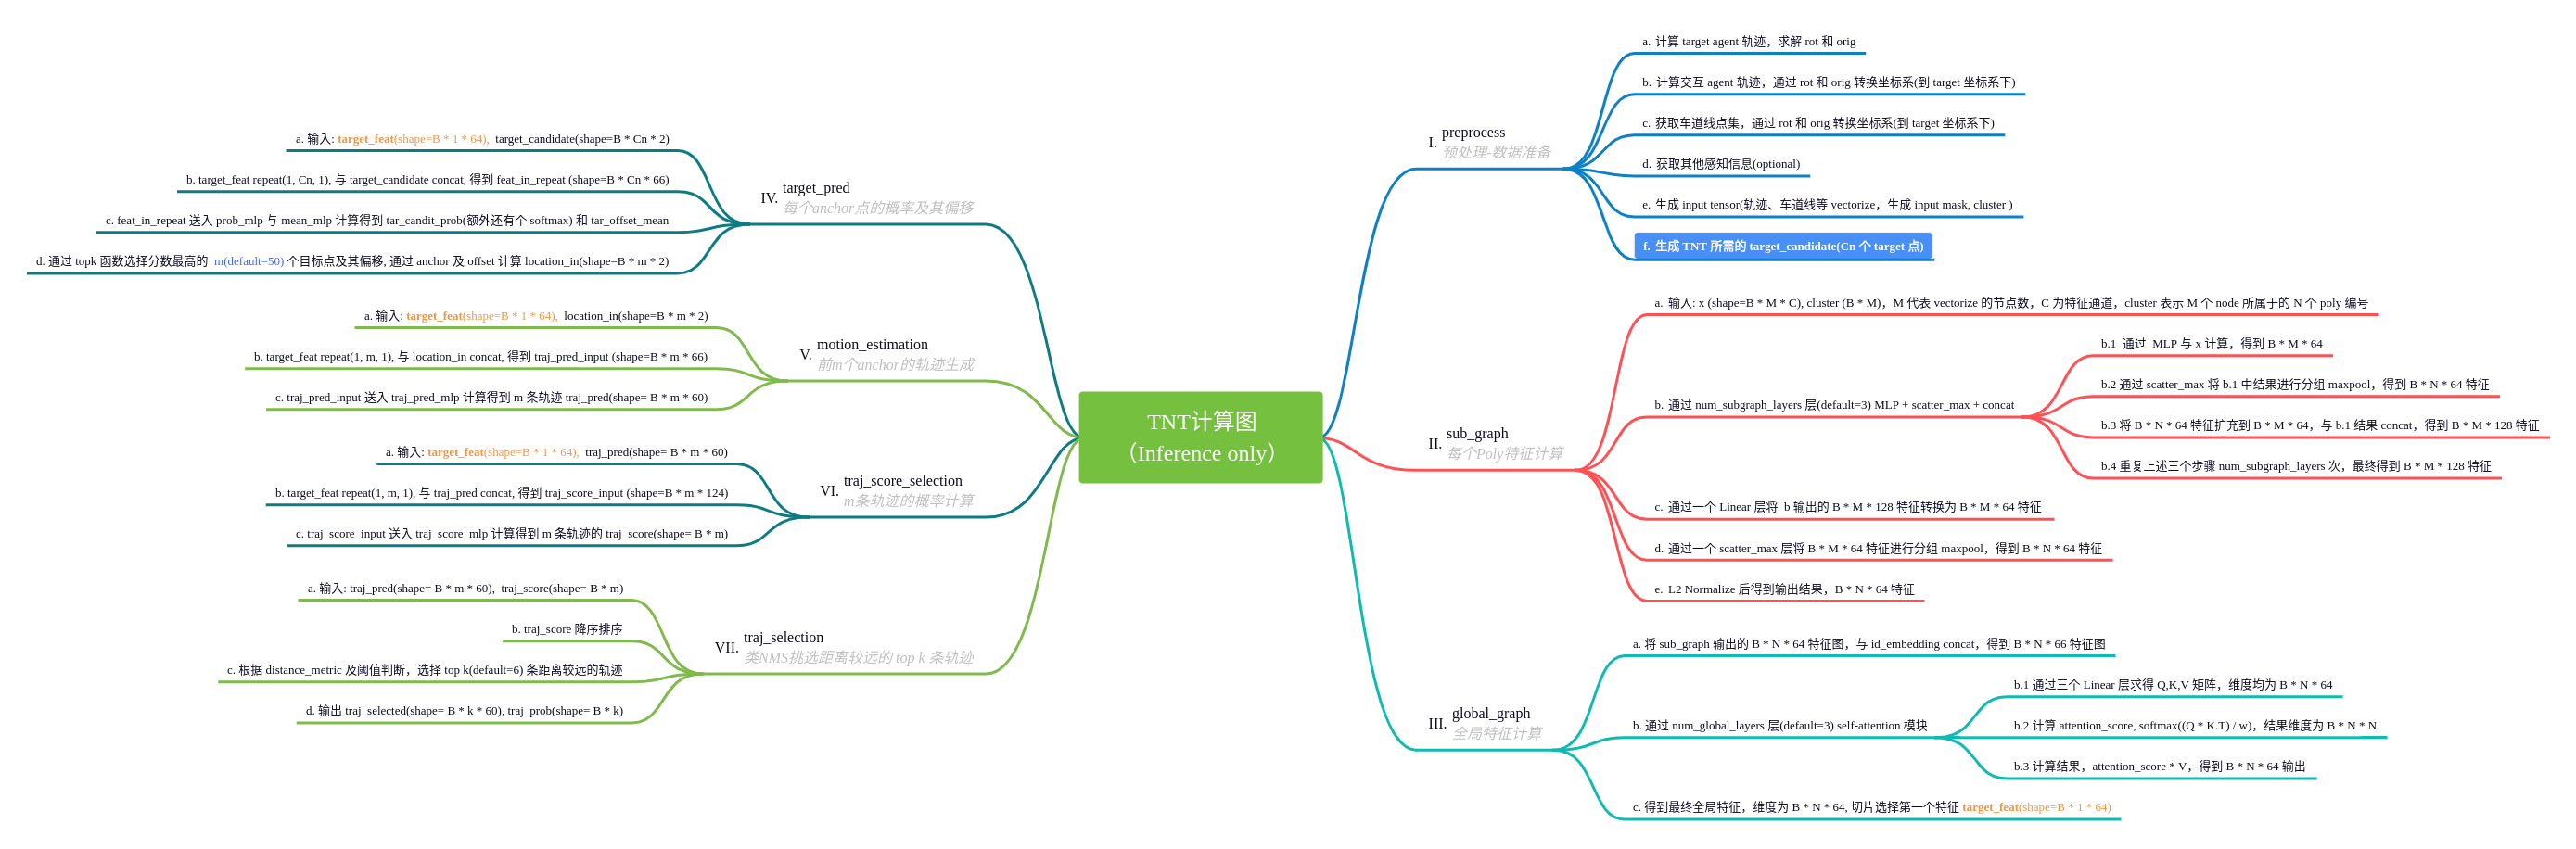 TNT计算图
（Inference only）
I. preprocess
预处理-数据准备
a. 计算 target agent 轨迹，求解 rot 和 orig
b. 计算交互 agent 轨迹，通过 rot 和 orig 转换坐标系(到 target 坐标系下)
c. 获取车道线点集，通过 rot 和 orig 转换坐标系(到 target 坐标系下)
d. 获取其他感知信息(optional)
e. 生成 input tensor(轨迹、车道线等 vectorize，生成 input mask, cluster )
f. 生成 TNT 所需的 target_candidate(Cn 个 target 点)
II. sub_graph
每个Poly特征计算
a. 输入: x (shape=B * M * C), cluster (B * M)，M 代表 vectorize 的节点数，C 为特征通道，cluster 表示 M 个 node 所属于的 N 个 poly 编号
b. 通过 num_subgraph_layers 层(default=3) MLP + scatter_max + concat
b.1 通过 MLP 与 x 计算，得到 B * M * 64
b.2 通过 scatter_max 将 b.1 中结果进行分组 maxpool，得到 B * N * 64 特征
b.3 将 B * N * 64 特征扩充到 B * M * 64，与 b.1 结果 concat，得到 B * M * 128 特征
b.4 重复上述三个步骤 num_subgraph_layers 次，最终得到 B * M * 128 特征
c. 通过一个 Linear 层将 b 输出的 B * M * 128 特征转换为 B * M * 64 特征
d. 通过一个 scatter_max 层将 B * M * 64 特征进行分组 maxpool，得到 B * N * 64 特征
e. L2 Normalize 后得到输出结果，B * N * 64 特征
III. global_graph
全局特征计算
a. 将 sub_graph 输出的 B * N * 64 特征图，与 id_embedding concat，得到 B * N * 66 特征图
b. 通过 num_global_layers 层(default=3) self-attention 模块
b.1 通过三个 Linear 层求得 Q,K,V 矩阵，维度均为 B * N * 64
b.2 计算 attention_score, softmax((Q * K.T) / w)，结果维度为 B * N * N
b.3 计算结果，attention_score * V，得到 B * N * 64 输出
c. 得到最终全局特征，维度为 B * N * 64, 切片选择第一个特征 target_feat(shape=B * 1 * 64)
IV. target_pred
每个anchor点的概率及其偏移
a. 输入: target_feat(shape=B * 1 * 64), target_candidate(shape=B * Cn * 2)
b. target_feat repeat(1, Cn, 1), 与 target_candidate concat, 得到 feat_in_repeat (shape=B * Cn * 66)
c. feat_in_repeat 送入 prob_mlp 与 mean_mlp 计算得到 tar_candit_prob(额外还有个 softmax) 和 tar_offset_mean
d. 通过 topk 函数选择分数最高的 m(default=50) 个目标点及其偏移, 通过 anchor 及 offset 计算 location_in(shape=B * m * 2)
V. motion_estimation
前m个anchor的轨迹生成
a. 输入: target_feat(shape=B * 1 * 64), location_in(shape=B * m * 2)
b. target_feat repeat(1, m, 1), 与 location_in concat, 得到 traj_pred_input (shape=B * m * 66)
c. traj_pred_input 送入 traj_pred_mlp 计算得到 m 条轨迹 traj_pred(shape= B * m * 60)
VI. traj_score_selection
m条轨迹的概率计算
a. 输入: target_feat(shape=B * 1 * 64), traj_pred(shape= B * m * 60)
b. target_feat repeat(1, m, 1), 与 traj_pred concat, 得到 traj_score_input (shape=B * m * 124)
c. traj_score_input 送入 traj_score_mlp 计算得到 m 条轨迹的 traj_score(shape= B * m)
VII. traj_selection
类NMS挑选距离较远的 top k 条轨迹
a. 输入: traj_pred(shape= B * m * 60), traj_score(shape= B * m)
b. traj_score 降序排序
c. 根据 distance_metric 及阈值判断，选择 top k(default=6) 条距离较远的轨迹
d. 输出 traj_selected(shape= B * k * 60), traj_prob(shape= B * k)